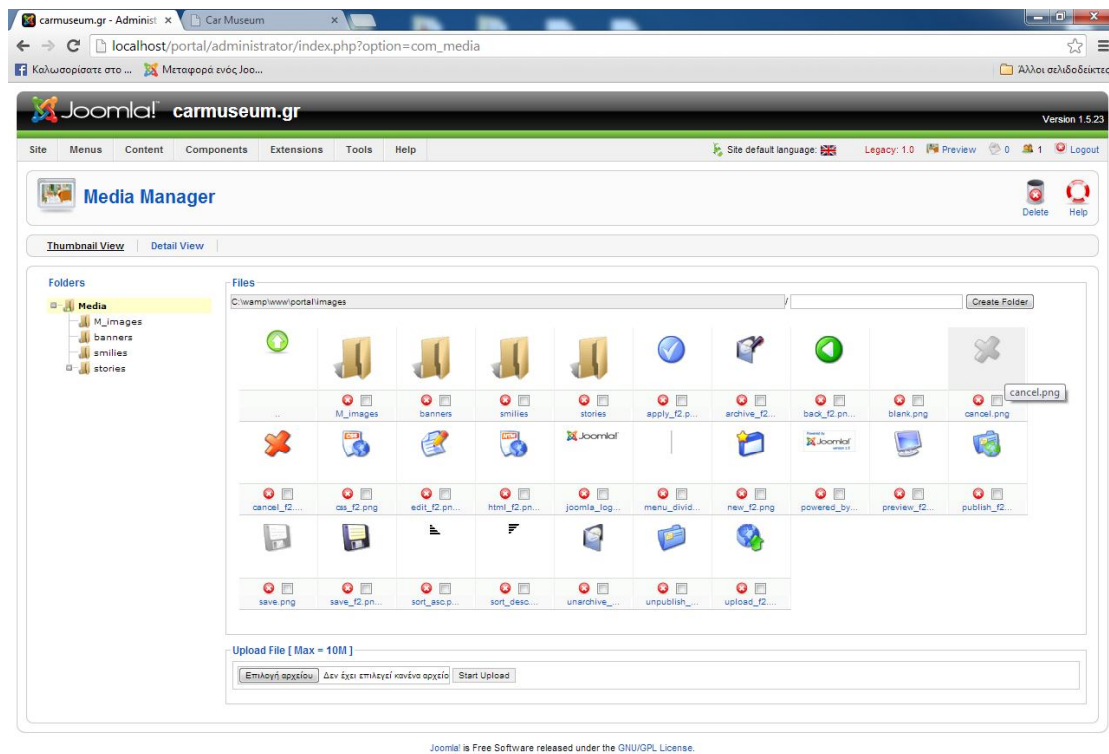 carmuseum.gr - Administ × Car Museum ×
localhost/portal/administrator/index.php?option=com_media
Καλωσορίσατε στο ... Μεταφορά ενός Joo... Άλλοι σελιδοδείκτες
Joomla! carmuseum.gr Version 1.5.23
Site Menus Content Components Extensions Tools Help Site default language: Legacy: 1.0 Preview 0 1 Logout
Media Manager Delete Help
Thumbnail View Detail View
Folders Files
C:\wamp\www\portal\images / Create Folder
Media
M_images
banners
smilies
stories
cancel.png
.. M_images banners smilies stories apply_f2.p... archive_f2... back_f2.pn... blank.png cancel.png
Joomla! Joomla!
cancel_f2.... css_f2.png edit_f2.pn... html_f2.pn... joomla_log... menu_divid... new_f2.png powered_by... preview_f2... publish_f2...
save.png save_f2.pn... sort_asc.p... sort_desc.... unarchive_... unpublish_... upload_f2....
Upload File [ Max = 10M ]
Επιλογή αρχείου Δεν έχει επιλεγεί κανένα αρχείο Start Upload
Joomla! is Free Software released under the GNU/GPL License.